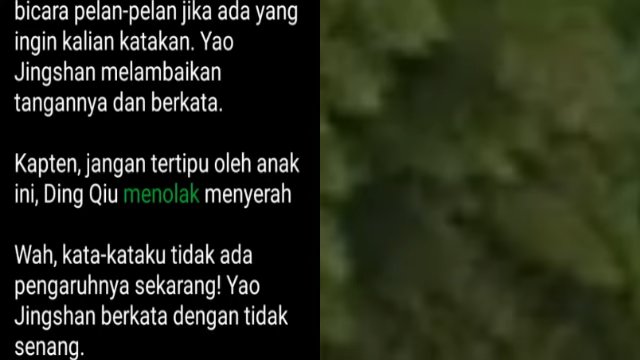 bicara pelan-pelan jika ada yang
ingin kalian katakan. Yao
Jingshan melambaikan
tangannya dan berkata.
Kapten, jangan tertipu oleh anak
ini, Ding Qiu menolak menyerah
Wah, kata-kataku tidak ada
pengaruhnya sekarang! Yao
Jingshan berkata dengan tidak
senang.